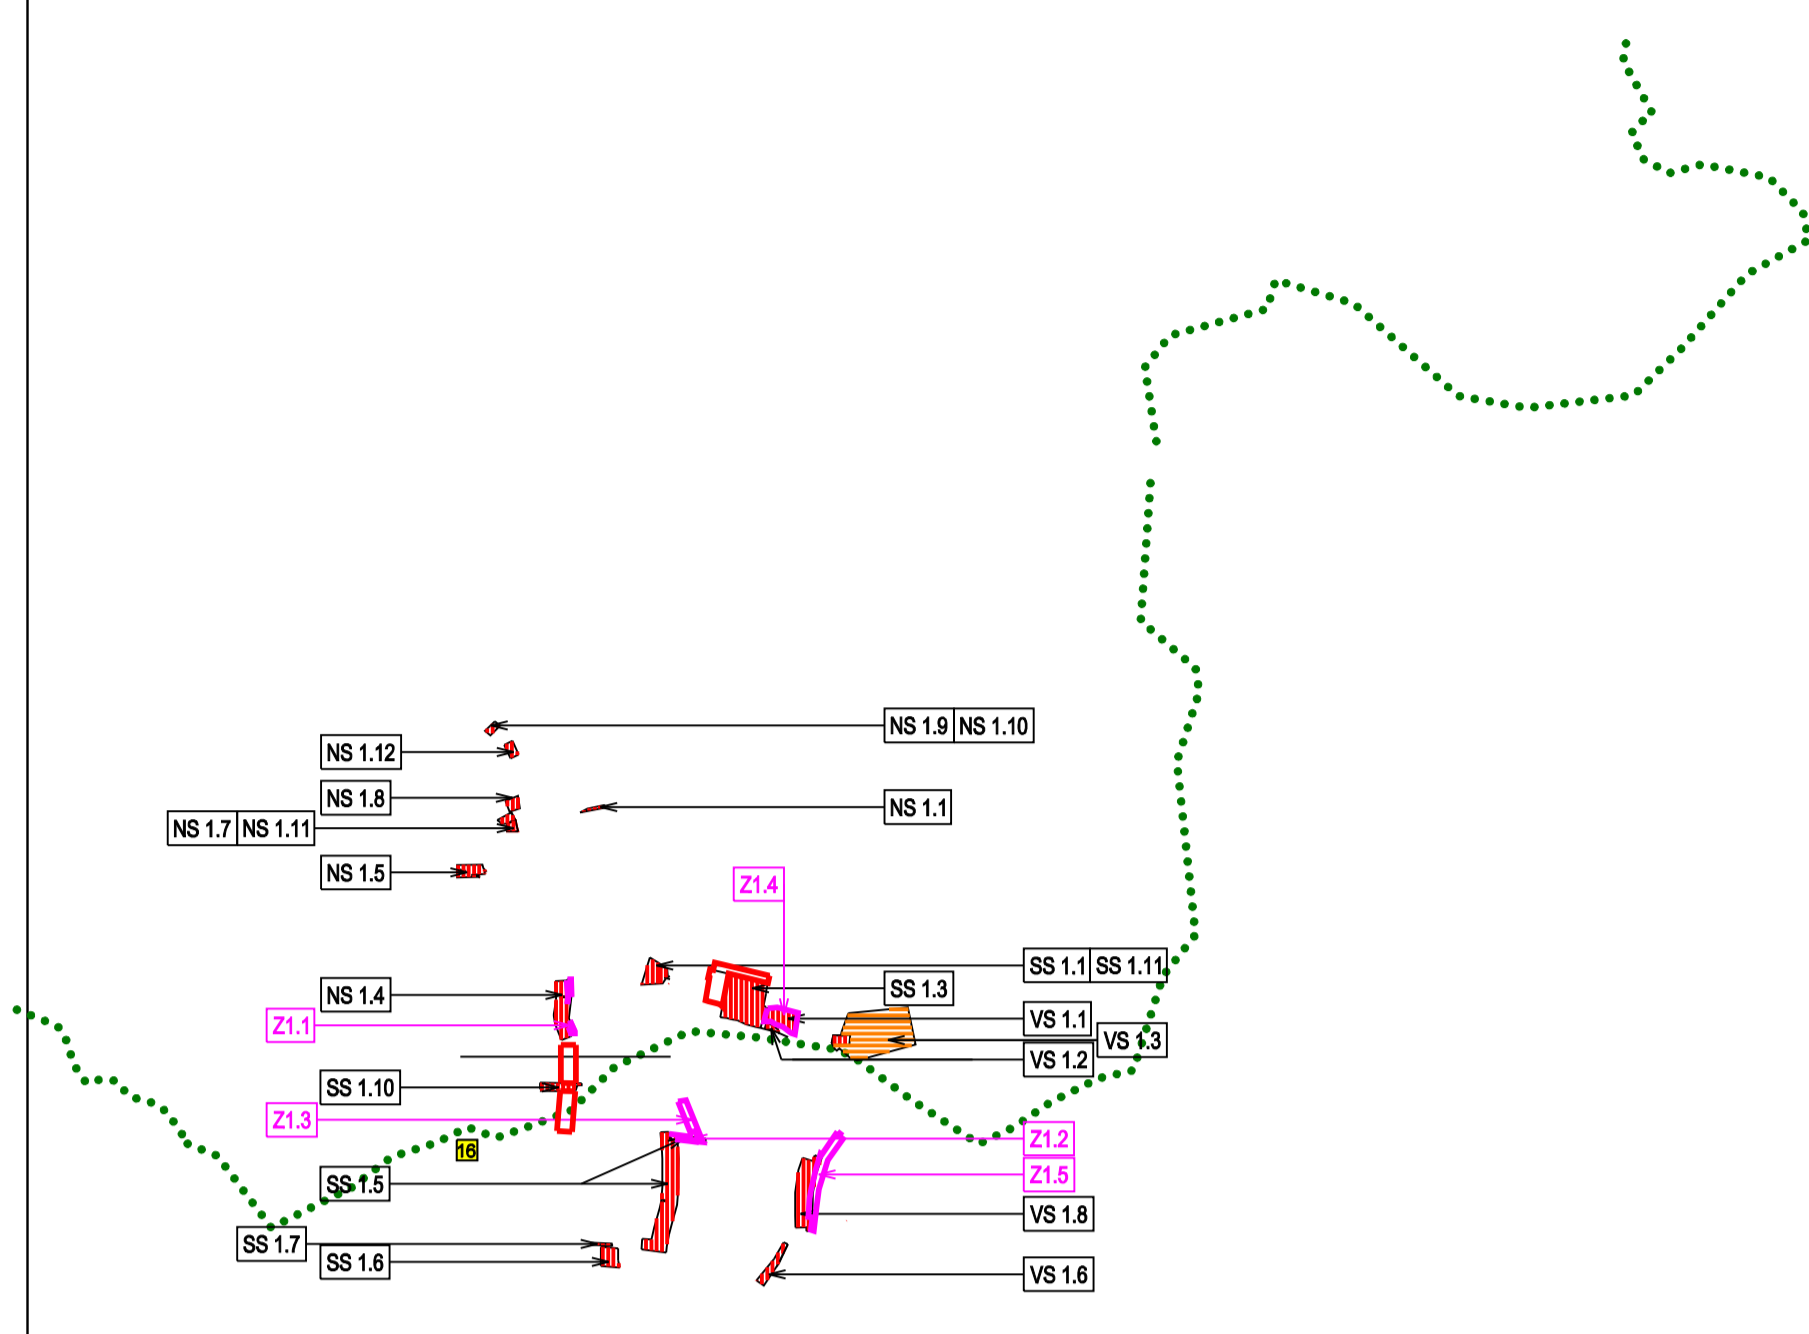 NS 1.9 NS 1.10
NS 1.12
NS 1.8
NS 1.1
NS 1.7 NS 1.11
NS 1.5
Z1.4
SS 1.1 SS 1.11
SS 1.3
NS 1.4
VS 1.1
Z1.1
VS 1.3
VS 1.2
SS 1.10
Z1.3
Z1.2
16
Z1.5
SS 1.5
VS 1.8
SS 1.7
SS 1.6
VS 1.6